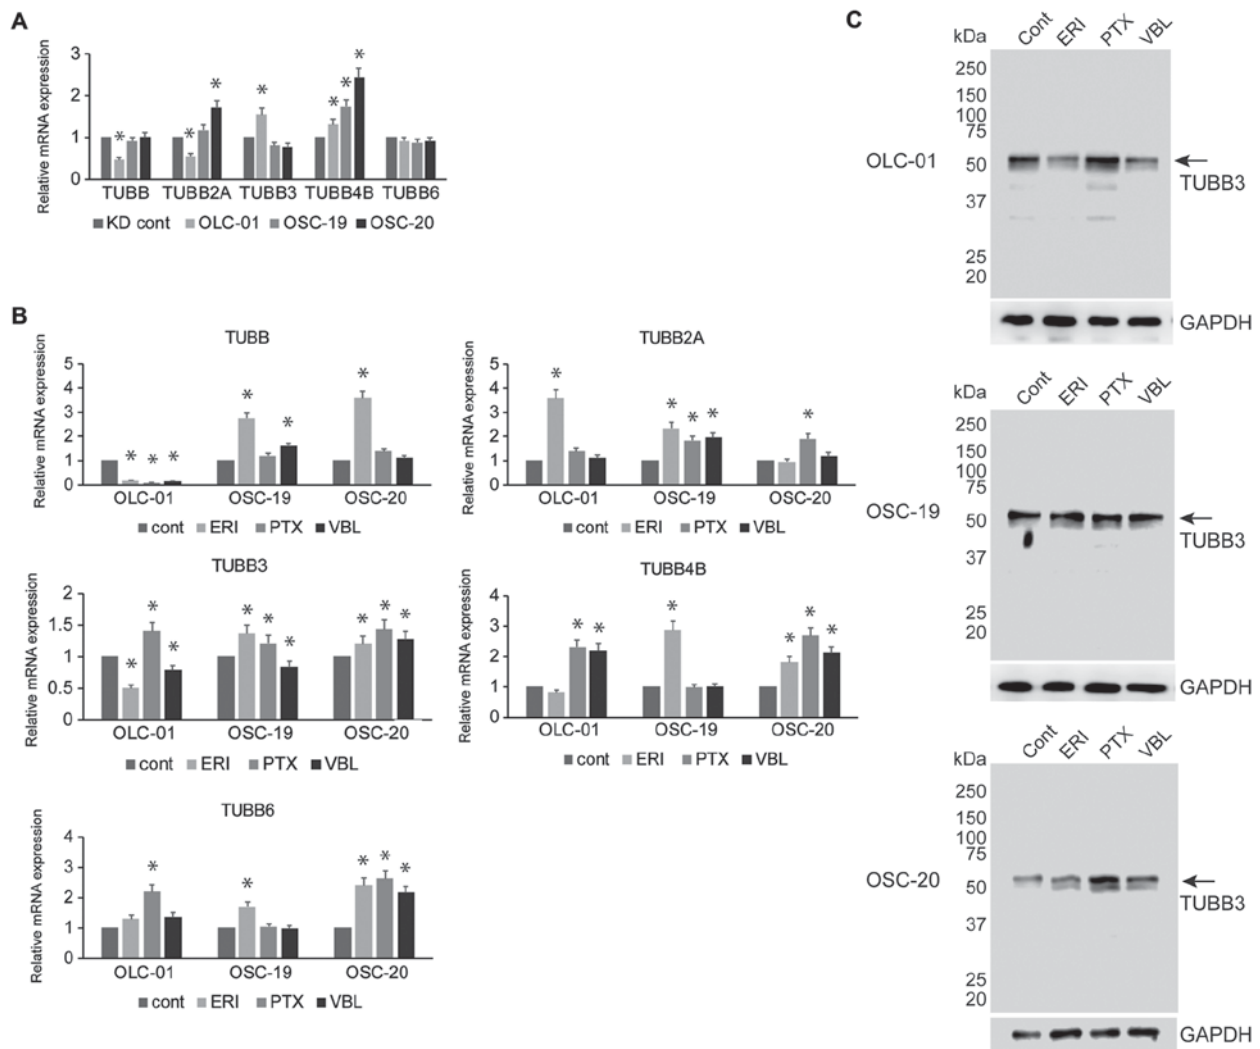 A
Relative mRNA expression
3
2
1
0
* * * * * * *
TUBB TUBB2A TUBB3 TUBB4B TUBB6
KD cont OLC-01 OSC-19 OSC-20
B
TUBB
Relative mRNA expression
5
4
3
2
1
0
* * * * * *
OLC-01 OSC-19 OSC-20
cont ERI PTX VBL
TUBB2A
Relative mRNA expression
5
4
3
2
1
0
* * * * *
OLC-01 OSC-19 OSC-20
cont ERI PTX VBL
TUBB3
Relative mRNA expression
2
1.5
1
0.5
0
* * * * * * * * *
OLC-01 OSC-19 OSC-20
cont ERI PTX VBL
TUBB4B
Relative mRNA expression
4
3
2
1
0
* * * * * *
OLC-01 OSC-19 OSC-20
cont ERI PTX VBL
TUBB6
Relative mRNA expression
4
3
2
1
0
* * * * *
OLC-01 OSC-19 OSC-20
cont ERI PTX VBL
C
kDa Cont ERI PTX VBL
250
150
100
75
OLC-01 50
TUBB3
37
25
20
GAPDH
kDa Cont ERI PTX VBL
250
150
100
75
OSC-19 50
TUBB3
37
25
20
GAPDH
kDa Cont ERI PTX VBL
250
150
100
75
OSC-20 50
TUBB3
37
25
20
GAPDH